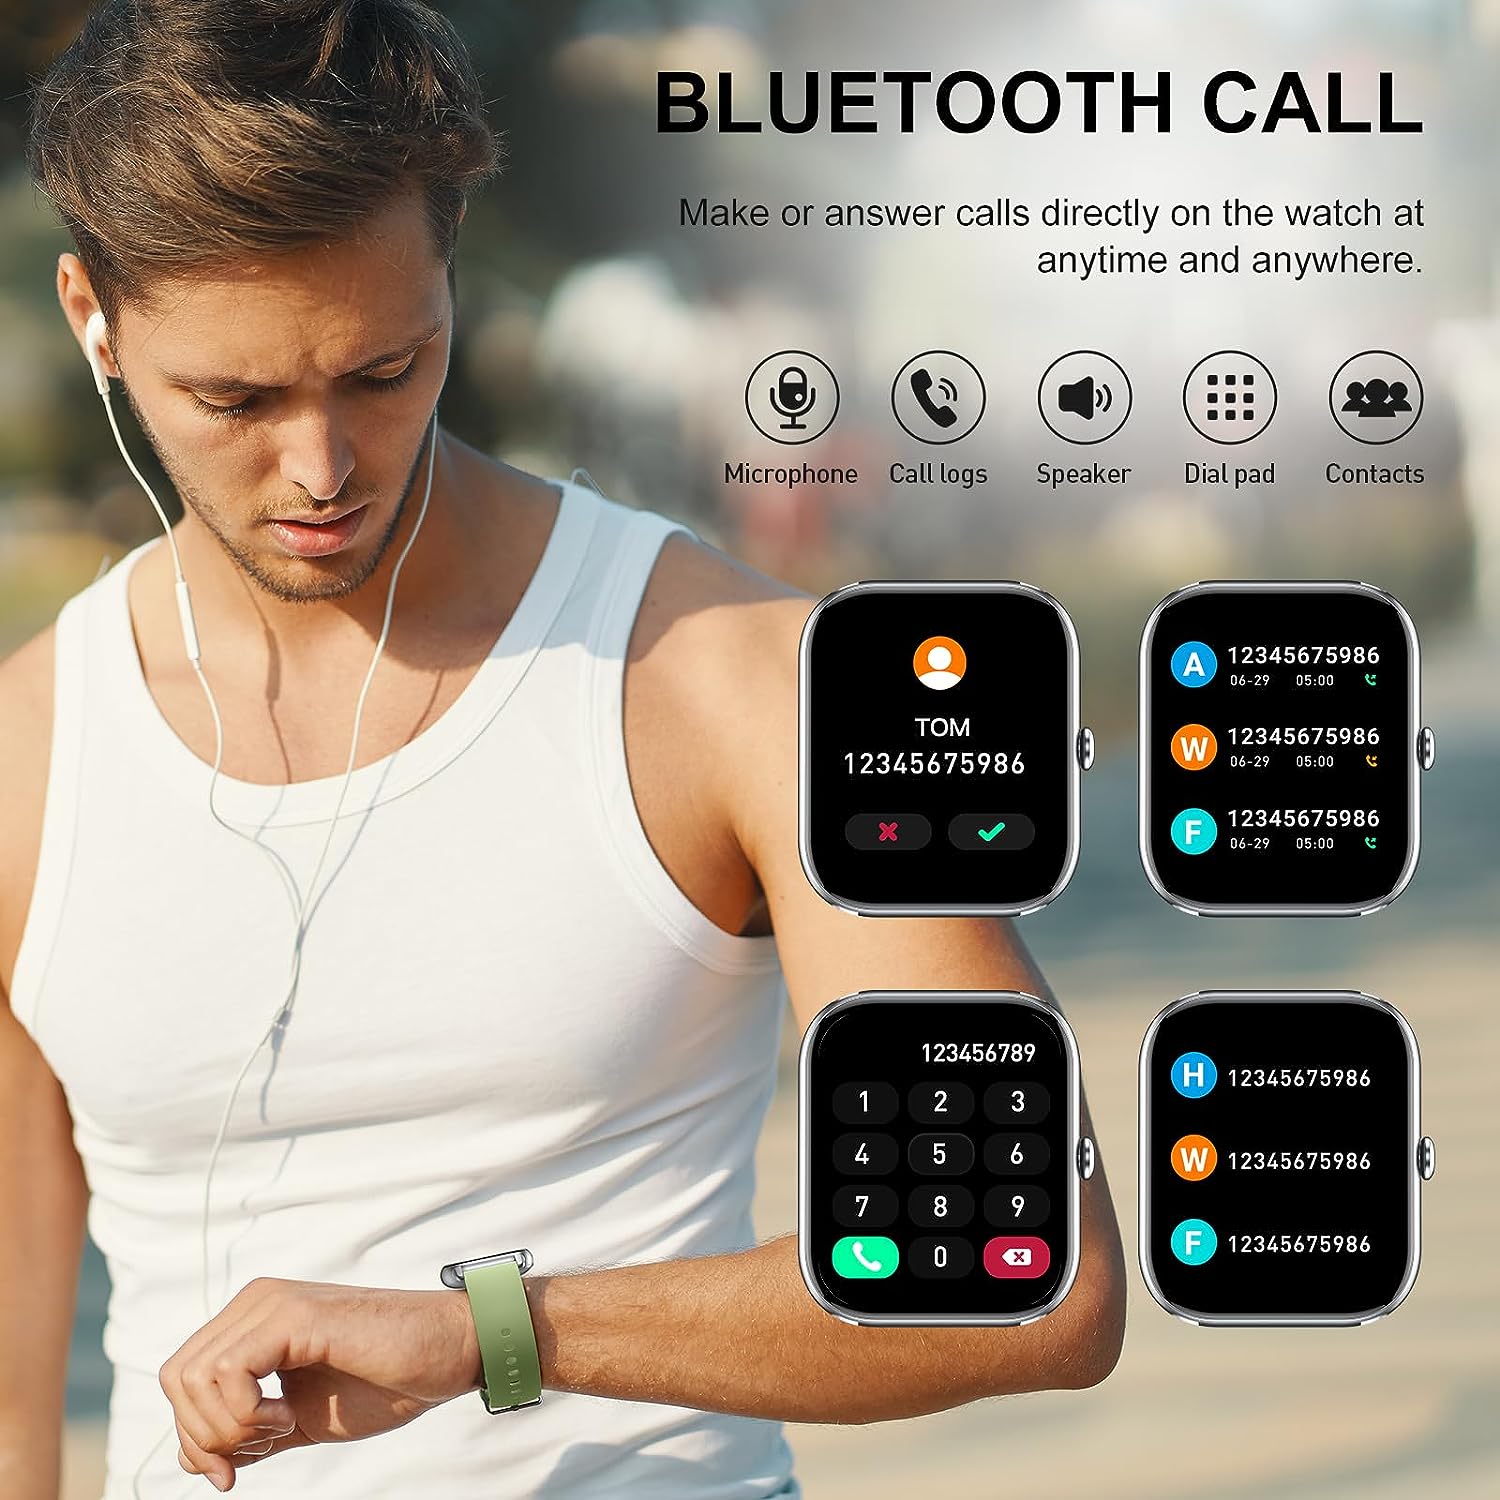 BLUETOOTH CALL
Make or answer calls directly on the watch at
anytime and anywhere.
Microphone Call logs Speaker Dial pad Contacts
TOM
12345675986
A 12345675986
06-29 05:00
W 12345675986
06-29 05:00
F 12345675986
06-29 05:00
123456789
1 2 3
4 5 6
7 8 9
0
H 12345675986
W 12345675986
F 12345675986